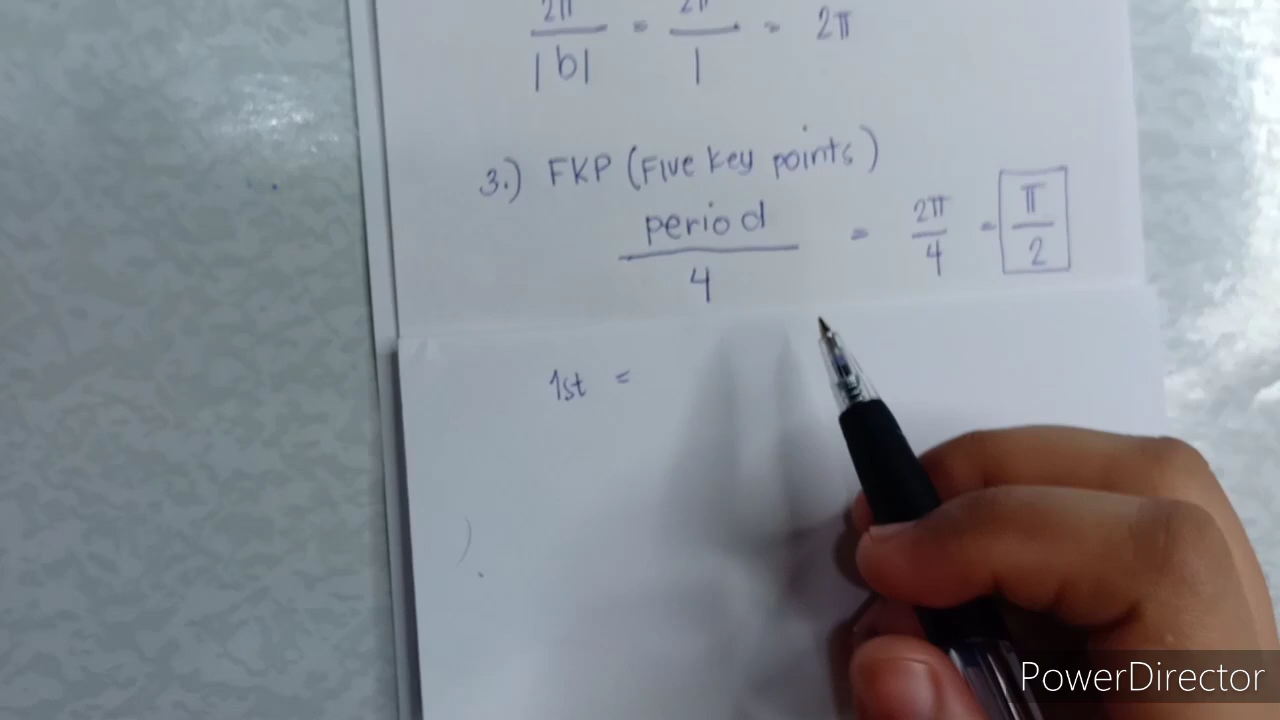 2π/|b| = 2π/1 = 2π
3.) FKP (Five key points)
period/4 = 2π/4 = π/2
1st =
PowerDirector